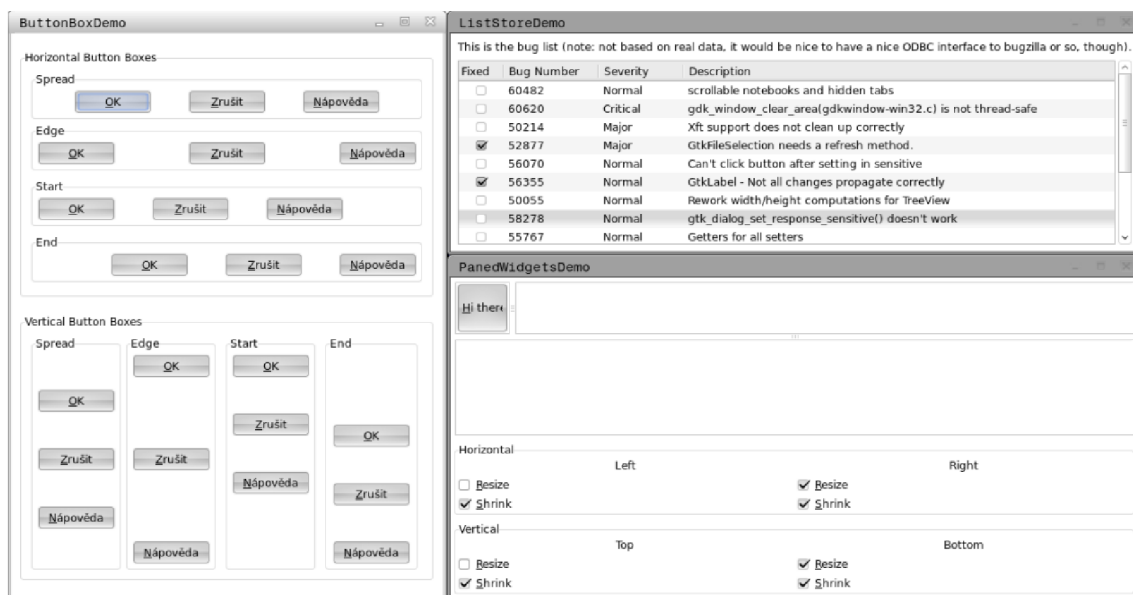 ButtonBoxDemo
Horizontal Button Boxes
Spread
OK Zrušit Nápověda
Edge
OK Zrušit Nápověda
Start
OK Zrušit Nápověda
End
OK Zrušit Nápověda
Vertical Button Boxes
Spread
OK
Zrušit
Nápověda
Edge
OK
Zrušit
Nápověda
Start
OK
Zrušit
Nápověda
End
OK
Zrušit
Nápověda
ListStoreDemo
This is the bug list (note: not based on real data, it would be nice to have a nice ODBC interface to bugzilla or so, though).
Fixed Bug Number Severity Description
60482 Normal scrollable notebooks and hidden tabs
60620 Critical gdk_window_clear_area(gdkwindow-win32.c) is not thread-safe
50214 Major Xft support does not clean up correctly
52877 Major GtkFileSelection needs a refresh method.
56070 Normal Can't click button after setting in sensitive
56355 Normal GtkLabel - Not all changes propagate correctly
50055 Normal Rework width/height computations for TreeView
58278 Normal gtk_dialog_set_response_sensitive() doesn't work
55767 Normal Getters for all setters
PanedWidgetsDemo
Hi there
Horizontal
Left Right
Resize Resize
Shrink Shrink
Vertical
Top Bottom
Resize Resize
Shrink Shrink